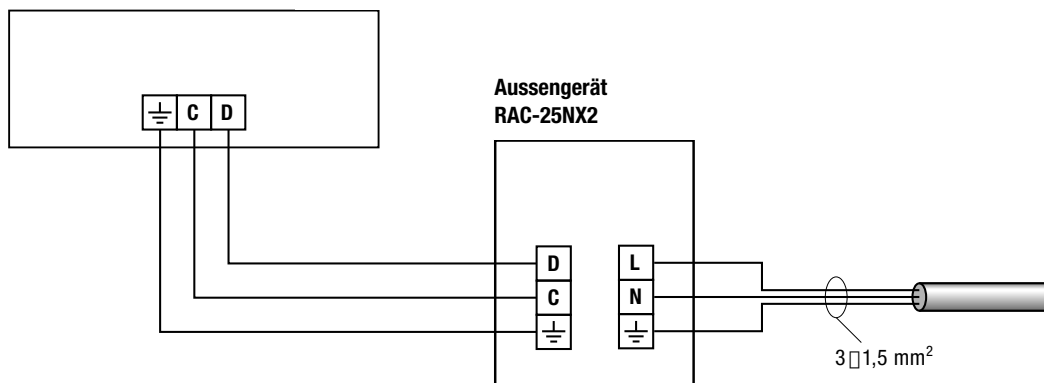 C D
Aussengerät
RAC-25NX2
D L
C N
3▯1,5 mm²